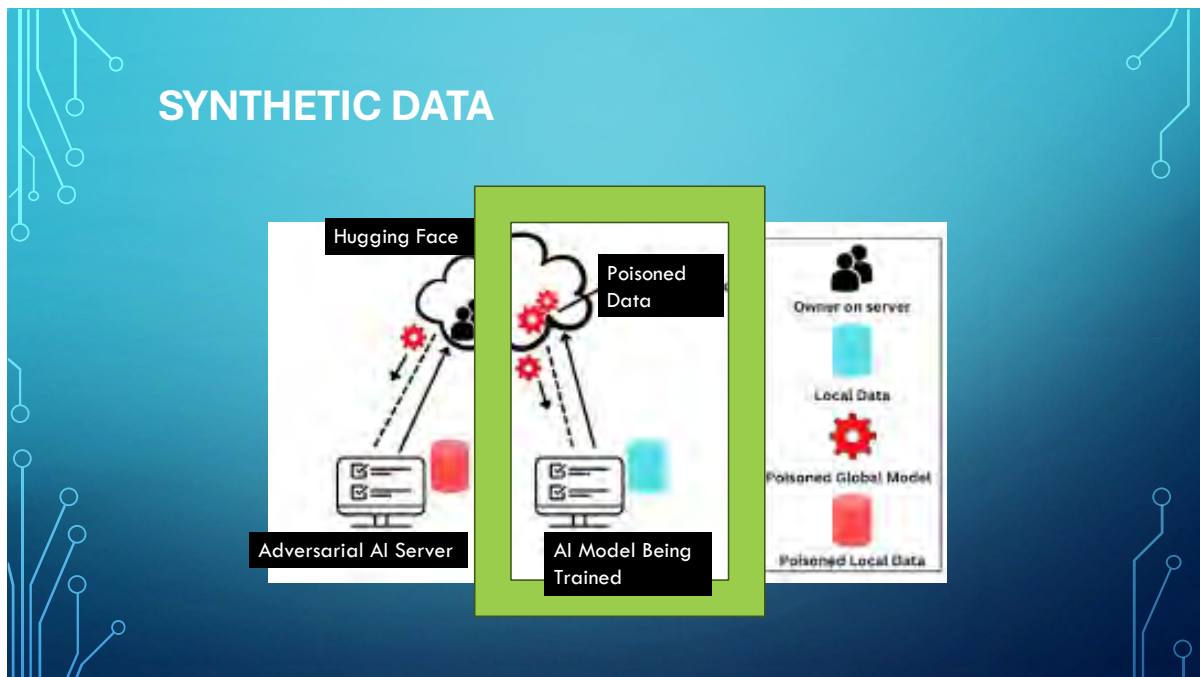 SYNTHETIC DATA
Hugging Face
Poisoned
Data
Adversarial AI Server
AI Model Being
Trained
Owner on server
Local Data
Poisoned Global Model
Poisoned Local Data